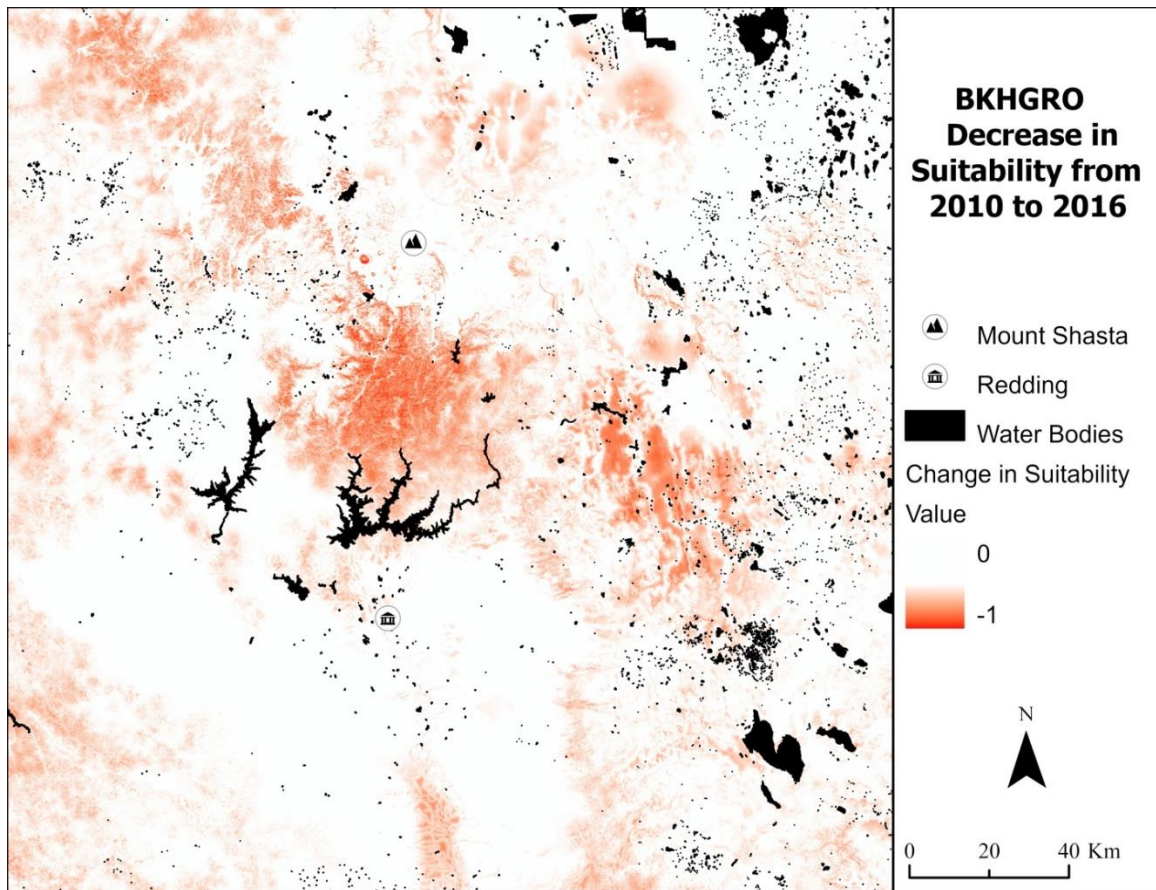 BKHGRO
Decrease in
Suitability from
2010 to 2016
Mount Shasta
Redding
Water Bodies
Change in Suitability
Value
0
-1
N
0 20 40 Km